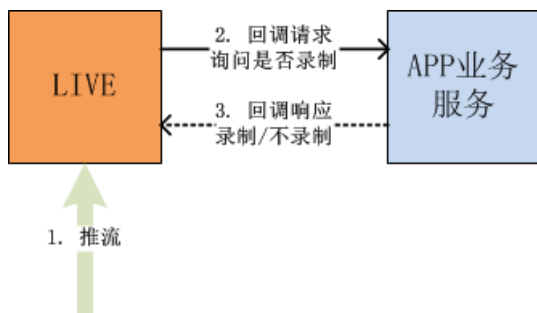 LIVE
2. 回调请求
询问是否录制
APP业务
服务
3. 回调响应
录制/不录制
1. 推流